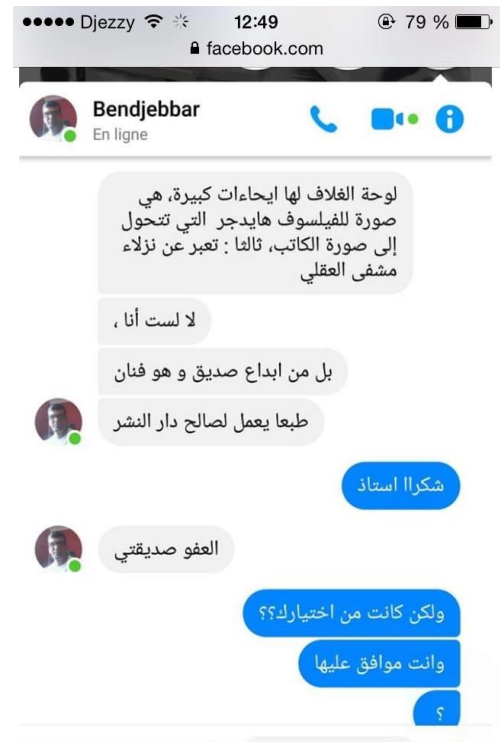 Djezzy 12:49 79 %
facebook.com
Bendjebbar
En ligne
لوحة الغلاف لها ايحاءات كبيرة، هي
صورة للفيلسوف هايدجر التي تتحول
إلى صورة الكاتب، ثالثا : تعبر عن نزلاء
مشفى العقلي
لا لست أنا ،
بل من ابداع صديق و هو فنان
طبعا يعمل لصالح دار النشر
شكراا استاذ
العفو صديقتي
ولكن كانت من اختيارك؟؟
وانت موافق عليها
؟